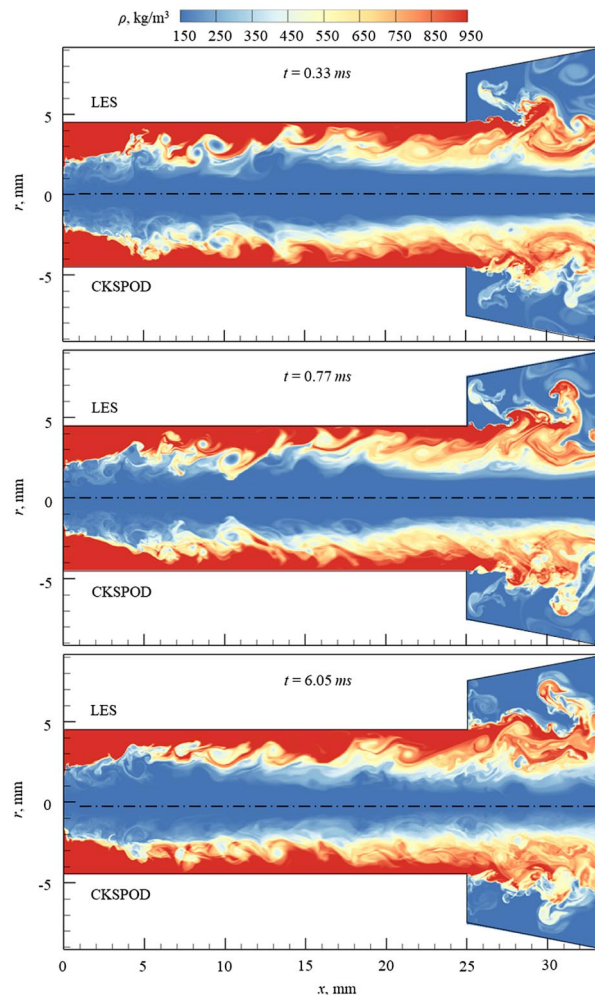 ρ, kg/m³
150 250 350 450 550 650 750 850 950
t = 0.33 ms
LES
5
r, mm
0
-5
CKSPOD
t = 0.77 ms
LES
5
r, mm
0
-5
CKSPOD
t = 6.05 ms
LES
5
r, mm
0
-5
CKSPOD
0 5 10 15 20 25 30
x, mm